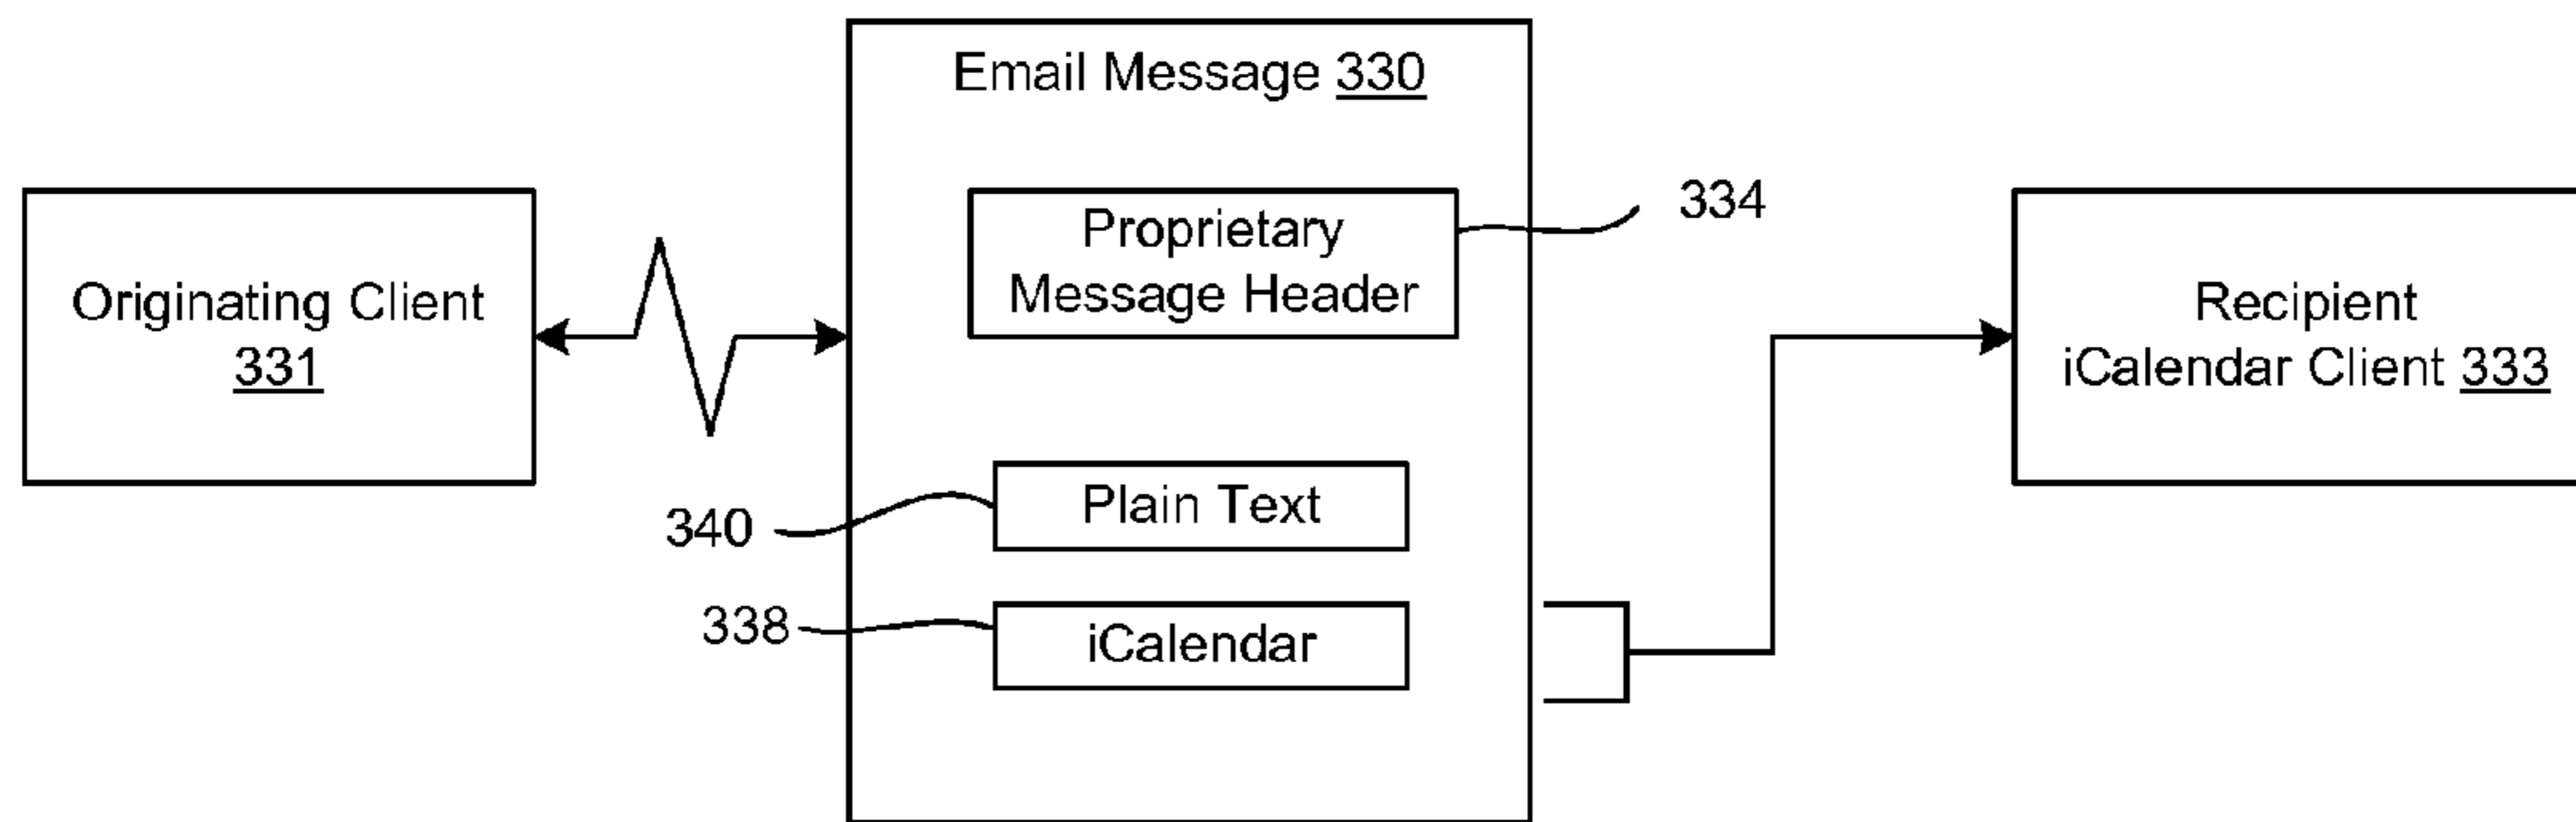 Email Message 330
Originating Client
331
Proprietary
Message Header
334
Plain Text
340
iCalendar
338
Recipient
iCalendar Client 333